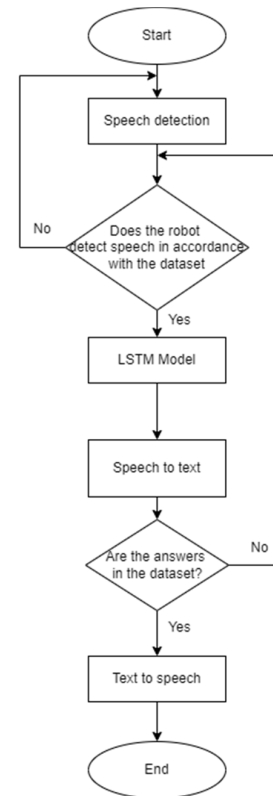 Start
Speech detection
Does the robot
detect speech in accordance
with the dataset
No
Yes
LSTM Model
Speech to text
Are the answers
in the dataset?
No
Yes
Text to speech
End